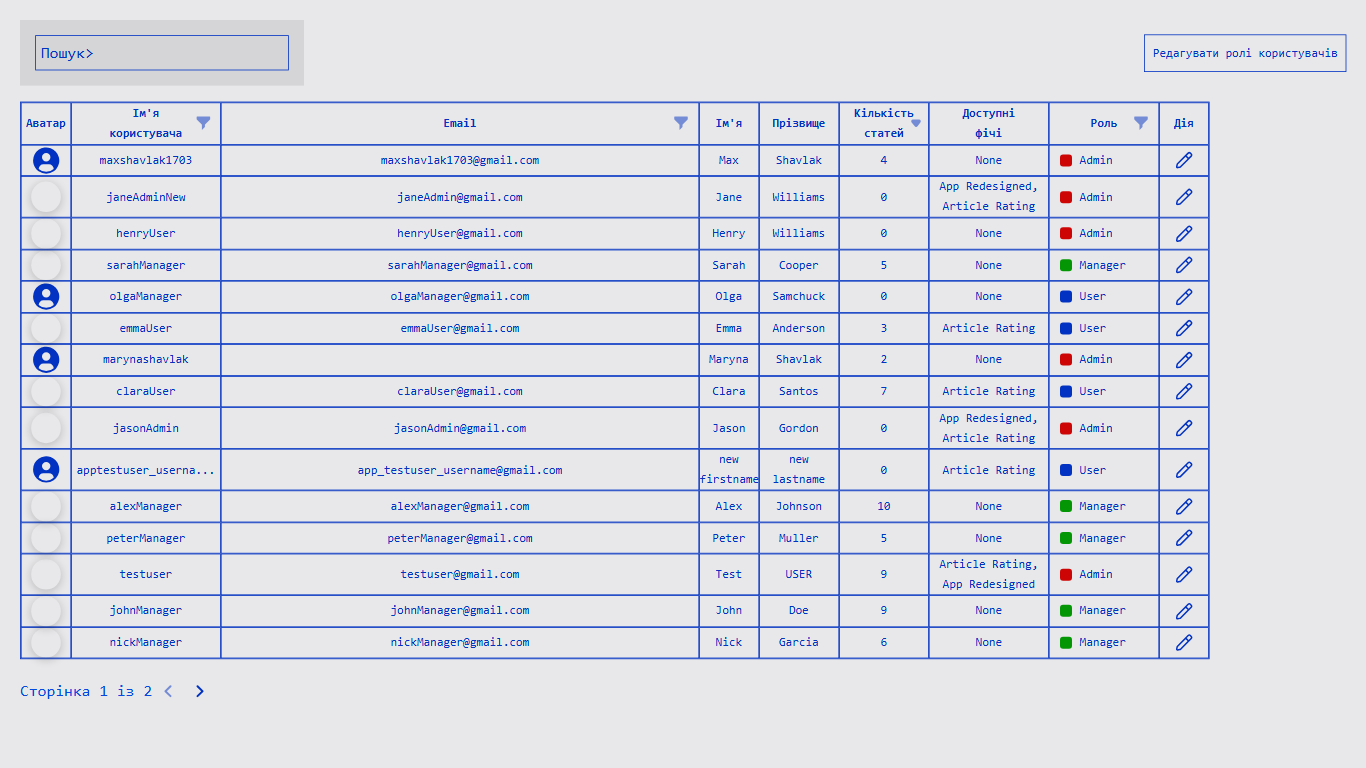 Пошук>
Редагувати ролі користувачів
Аватар Ім'я користувача Email Ім'я Прізвище Кількість статей Доступні фічі Роль Дія
maxshavlak1703 maxshavlak1703@gmail.com Max Shavlak 4 None Admin
janeAdminNew janeAdmin@gmail.com Jane Williams 0 App Redesigned, Article Rating Admin
henryUser henryUser@gmail.com Henry Williams 0 None Admin
sarahManager sarahManager@gmail.com Sarah Cooper 5 None Manager
olgaManager olgaManager@gmail.com Olga Samchuck 0 None User
emmaUser emmaUser@gmail.com Emma Anderson 3 Article Rating User
marynashavlak Maryna Shavlak 2 None Admin
claraUser claraUser@gmail.com Clara Santos 7 Article Rating User
jasonAdmin jasonAdmin@gmail.com Jason Gordon 0 App Redesigned, Article Rating Admin
apptestuser_userna... app_testuser_username@gmail.com new firstname new lastname 0 Article Rating User
alexManager alexManager@gmail.com Alex Johnson 10 None Manager
peterManager peterManager@gmail.com Peter Muller 5 None Manager
testuser testuser@gmail.com Test USER 9 Article Rating, App Redesigned Admin
johnManager johnManager@gmail.com John Doe 9 None Manager
nickManager nickManager@gmail.com Nick Garcia 6 None Manager
Сторінка 1 із 2